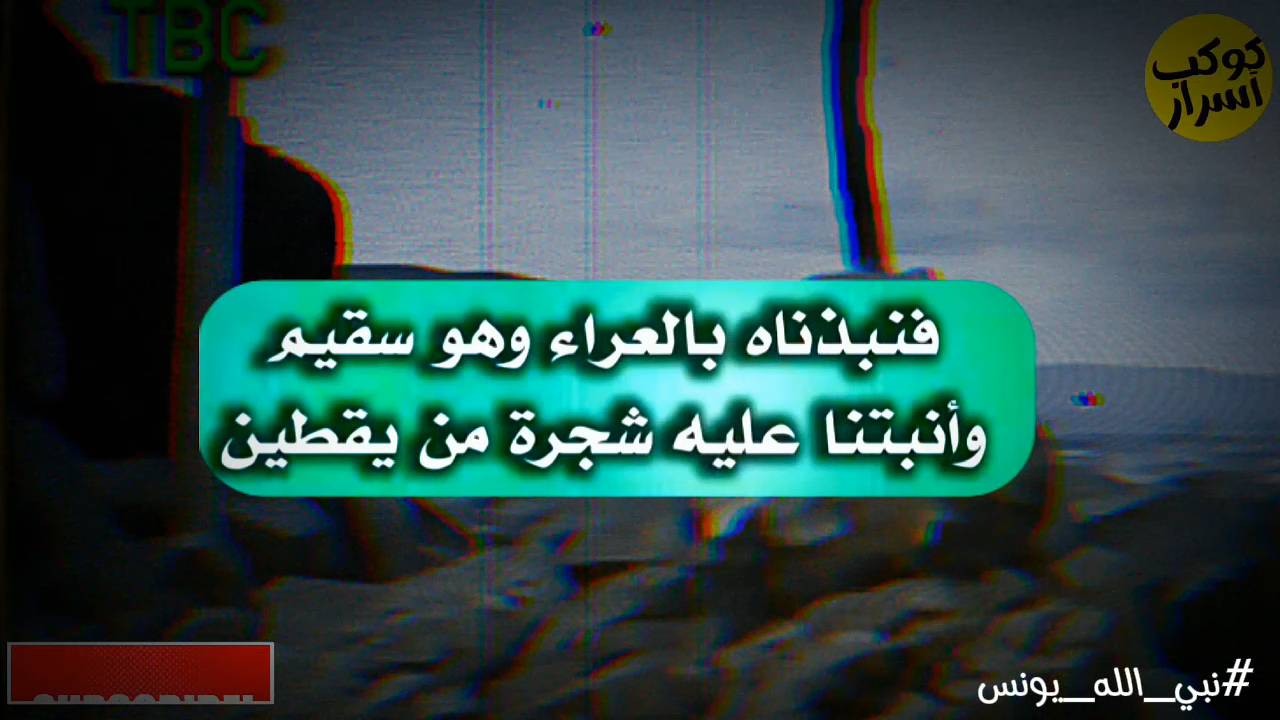 TBC
كوكب
أسرار
فنبذناه بالعراء وهو سقيم
وأنبتنا عليه شجرة من يقطين
#نبي_الله_يونس